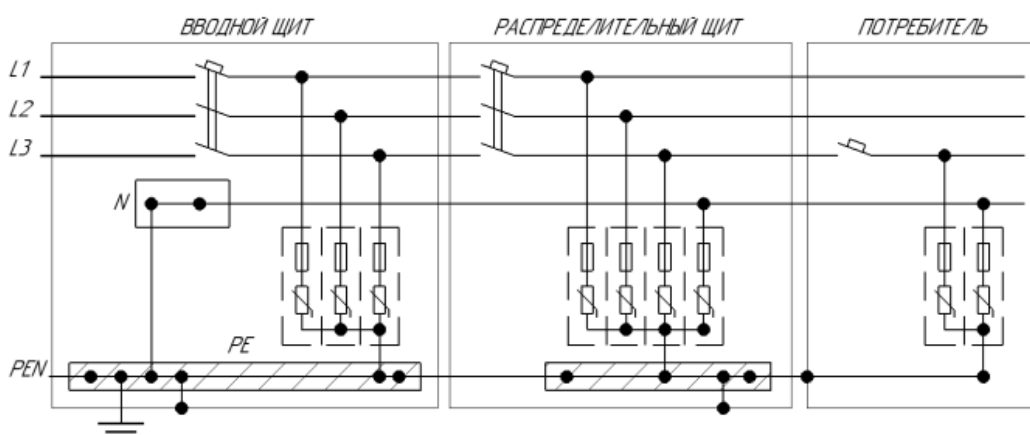 ВВОДНОЙ ЩИТ
РАСПРЕДЕЛИТЕЛЬНЫЙ ЩИТ
ПОТРЕБИТЕЛЬ
L1
L2
L3
N
PE
PEN